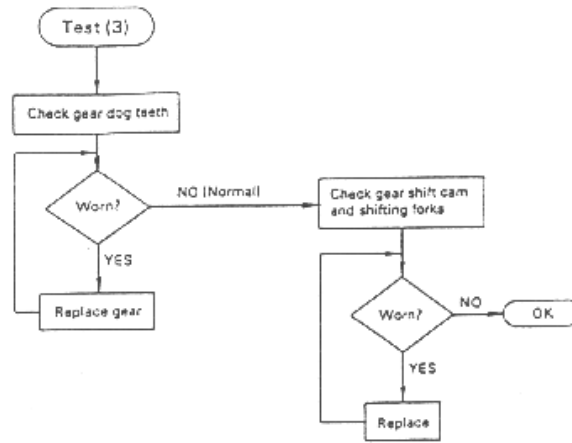 Test (3)
Check gear dog teeth
Worn?
NO (Normal)
YES
Replace gear
Check gear shift cam
and shifting forks
Worn?
NO
OK
YES
Replace